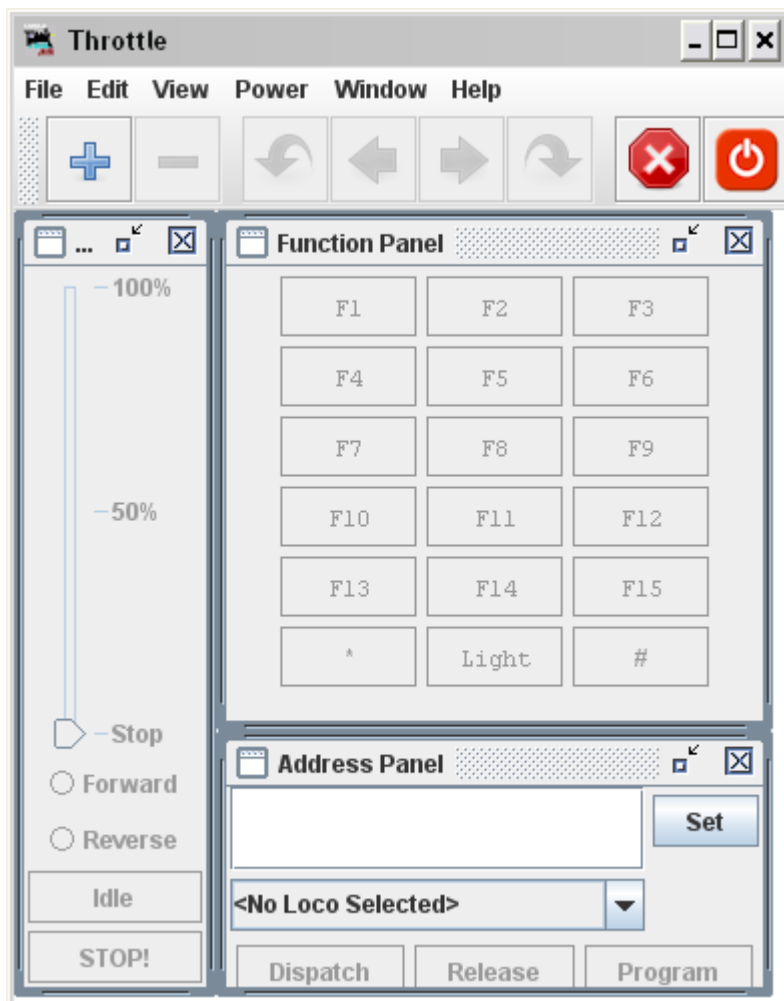 Throttle
File Edit View Power Window Help
...
100%
50%
Stop
Forward
Reverse
Idle
STOP!
Function Panel
F1 F2 F3
F4 F5 F6
F7 F8 F9
F10 F11 F12
F13 F14 F15
* Light #
Address Panel
Set
<No Loco Selected>
Dispatch Release Program